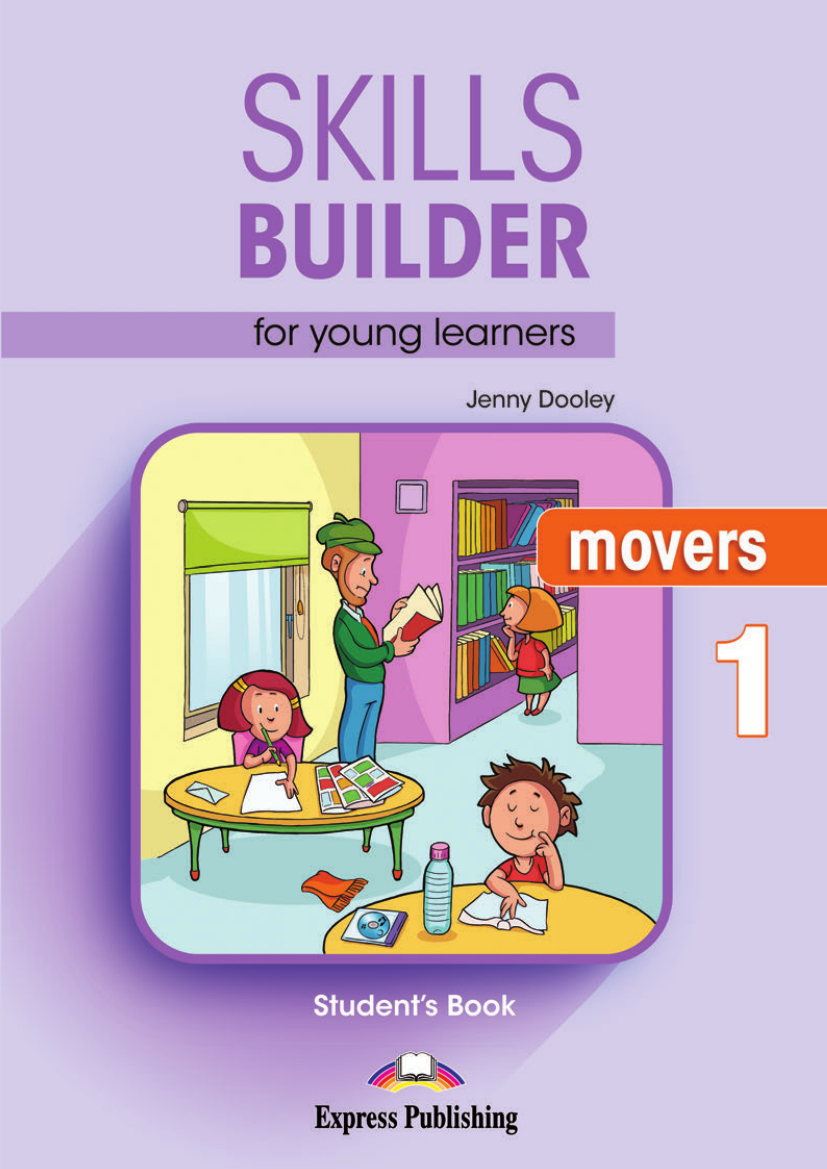 SKILLS
BUILDER
for young learners
Jenny Dooley
movers
1
Student's Book
Express Publishing